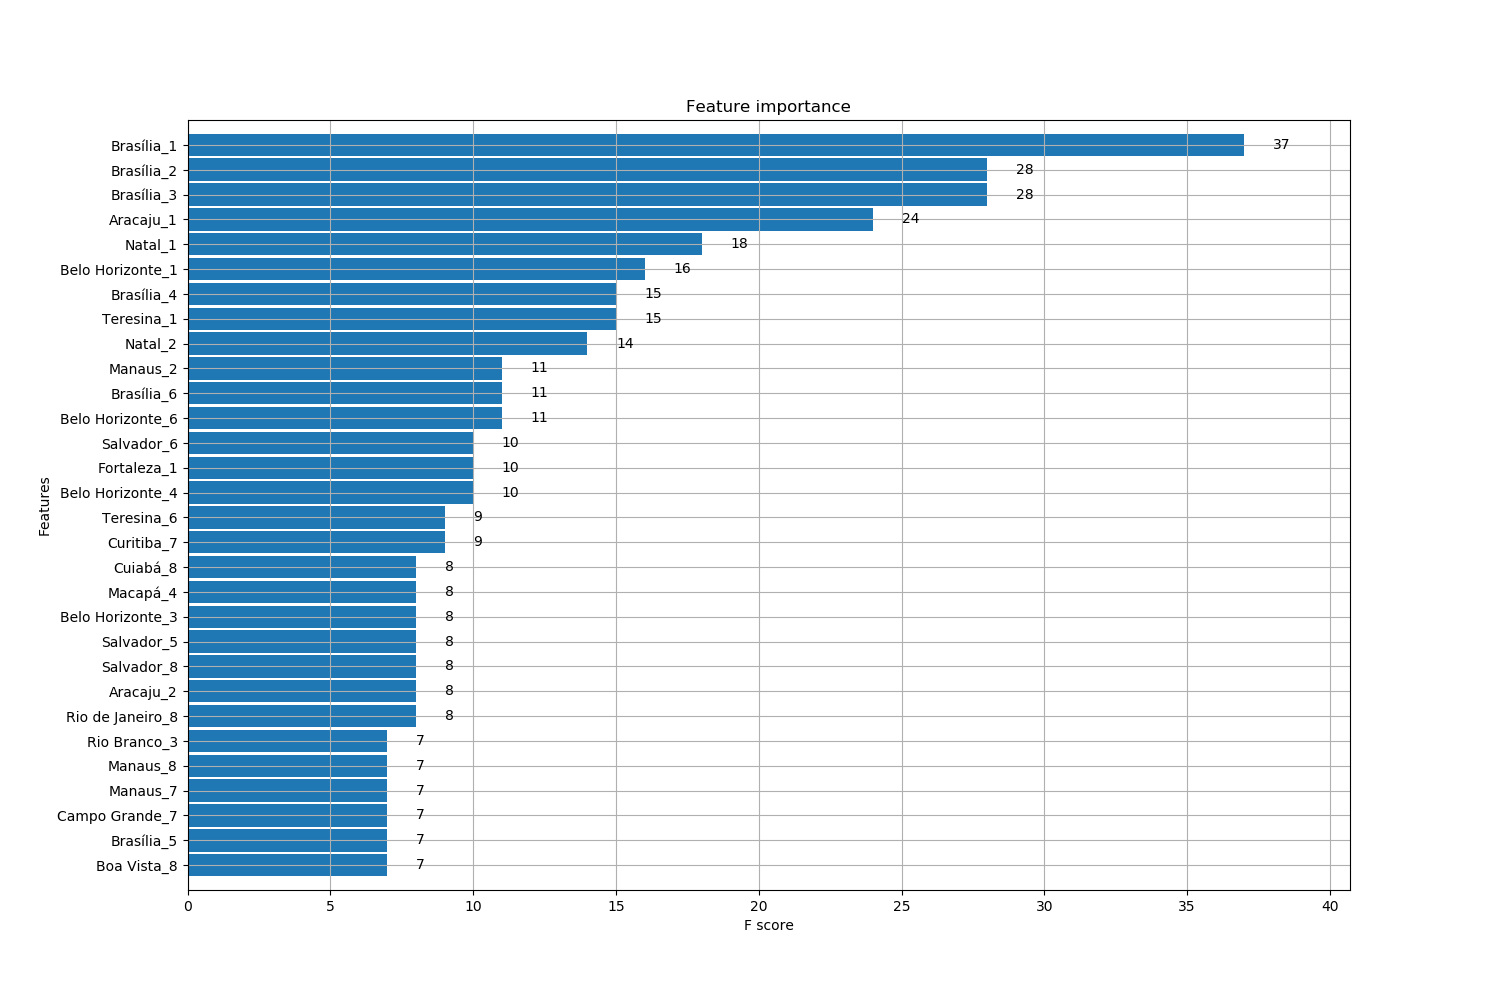 Feature importance
Brasília_1 37
Brasília_2 28
Brasília_3 28
Aracaju_1 24
Natal_1 18
Belo Horizonte_1 16
Brasília_4 15
Teresina_1 15
Natal_2 14
Manaus_2 11
Brasília_6 11
Belo Horizonte_6 11
Salvador_6 10
Fortaleza_1 10
Belo Horizonte_4 10
Teresina_6 9
Curitiba_7 9
Cuiabá_8 8
Macapá_4 8
Belo Horizonte_3 8
Salvador_5 8
Salvador_8 8
Aracaju_2 8
Rio de Janeiro_8 8
Rio Branco_3 7
Manaus_8 7
Manaus_7 7
Campo Grande_7 7
Brasília_5 7
Boa Vista_8 7
Features
0 5 10 15 20 25 30 35 40
F score